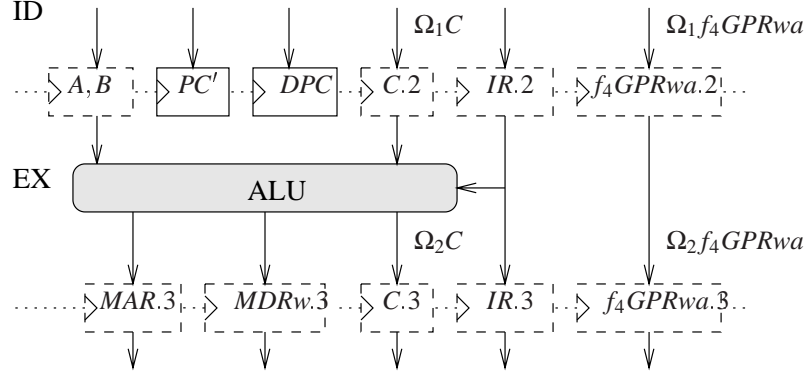 ID Ω₁C Ω₁f₄GPRwa
A,B PC′ DPC C.2 IR.2 f₄GPRwa.2
EX ALU
Ω₂C Ω₂f₄GPRwa
MAR.3 MDRw.3 C.3 IR.3 f₄GPRwa.3